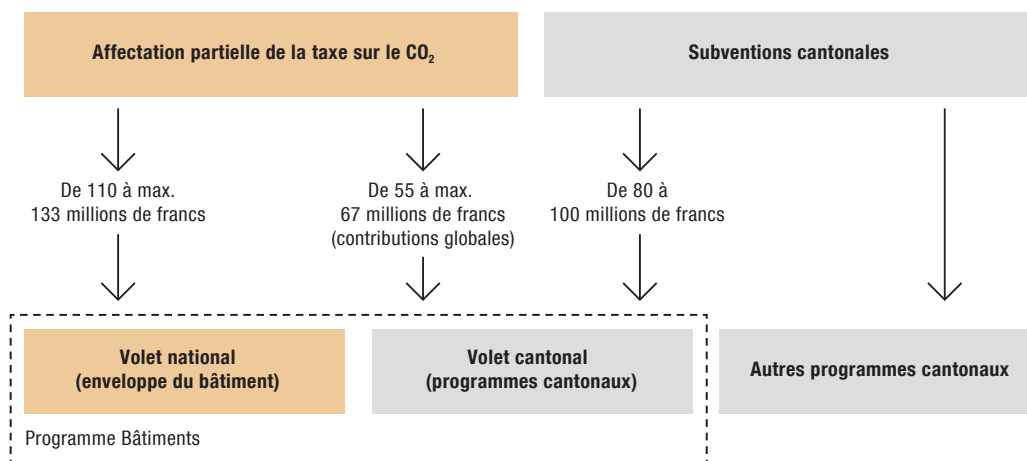 Affectation partielle de la taxe sur le CO₂
Subventions cantonales
De 110 à max.
133 millions de francs
De 55 à max.
67 millions de francs
(contributions globales)
De 80 à
100 millions de francs
Volet national
(enveloppe du bâtiment)
Volet cantonal
(programmes cantonaux)
Autres programmes cantonaux
Programme Bâtiments